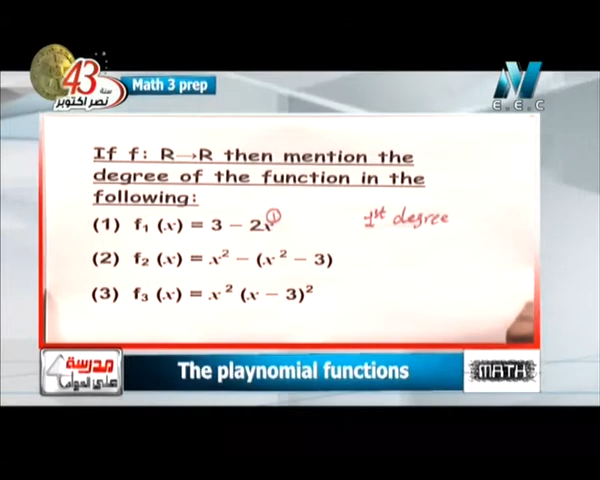 43
سنة
نصر اكتوبر
Math 3 prep
E.E.C
If f: R→R then mention the
degree of the function in the
following:
(1) f₁ (x) = 3 − 2x① 1st degree
(2) f₂ (x) = x² − (x² − 3)
(3) f₃ (x) = x² (x − 3)²
مدرسة
على الهواء
The playnomial functions
MATH